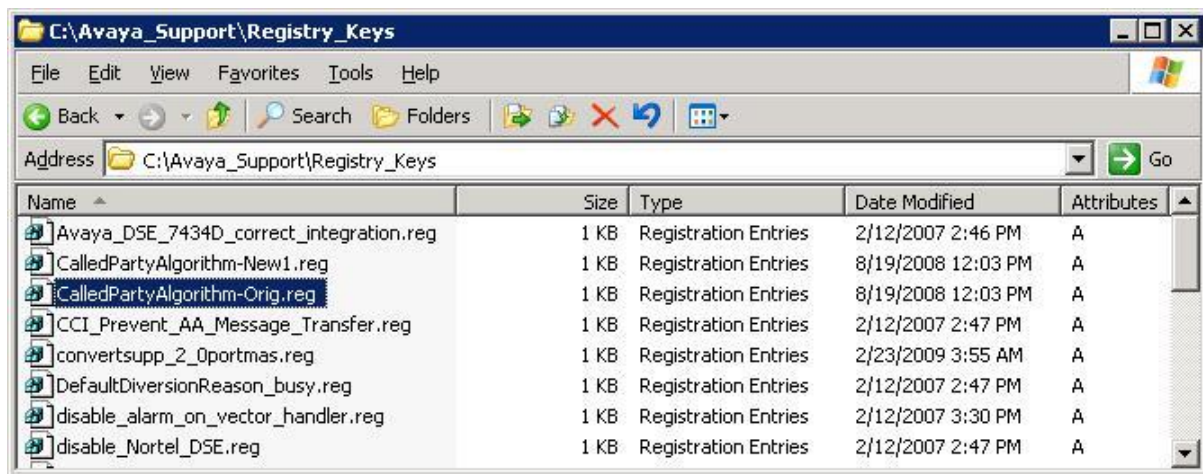 C:\Avaya_Support\Registry_Keys
File Edit View Favorites Tools Help
Back Search Folders
Address C:\Avaya_Support\Registry_Keys Go
Name Size Type Date Modified Attributes
Avaya_DSE_7434D_correct_integration.reg 1 KB Registration Entries 2/12/2007 2:46 PM A
CalledPartyAlgorithm-New1.reg 1 KB Registration Entries 8/19/2008 12:03 PM A
CalledPartyAlgorithm-Orig.reg 1 KB Registration Entries 8/19/2008 12:03 PM A
CCI_Prevent_AA_Message_Transfer.reg 1 KB Registration Entries 2/12/2007 2:47 PM A
convertsupp_2_0portmas.reg 1 KB Registration Entries 2/23/2009 3:55 AM A
DefaultDiversionReason_busy.reg 1 KB Registration Entries 2/12/2007 2:47 PM A
disable_alarm_on_vector_handler.reg 1 KB Registration Entries 2/12/2007 3:30 PM A
disable_Nortel_DSE.reg 1 KB Registration Entries 2/12/2007 2:47 PM A